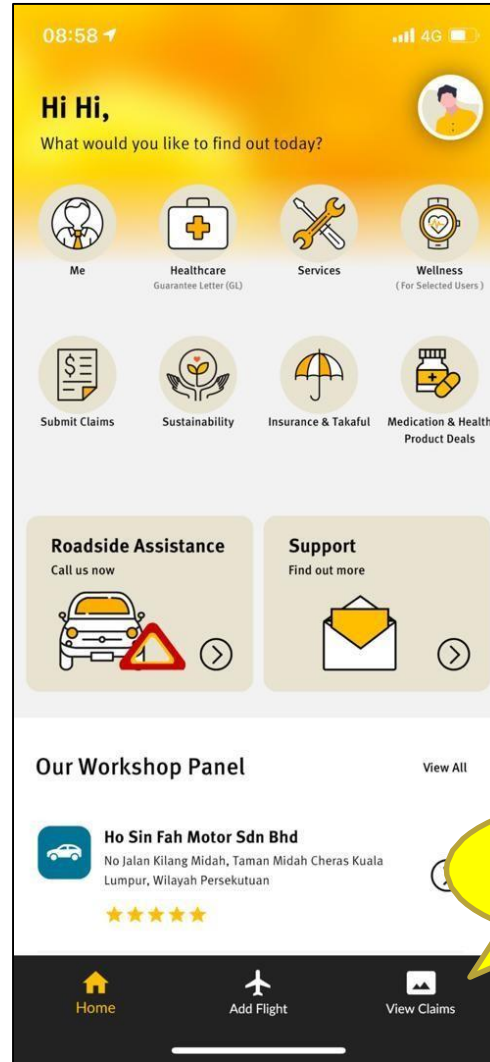 08:58
4G
Hi Hi,
What would you like to find out today?
Me
Healthcare
Guarantee Letter (GL)
Services
Wellness
( For Selected Users )
Submit Claims
Sustainability
Insurance & Takaful
Medication & Health
Product Deals
Roadside Assistance
Call us now
Support
Find out more
Our Workshop Panel
View All
Ho Sin Fah Motor Sdn Bhd
No Jalan Kilang Midah, Taman Midah Cheras Kuala
Lumpur, Wilayah Persekutuan
Home
Add Flight
View Claims